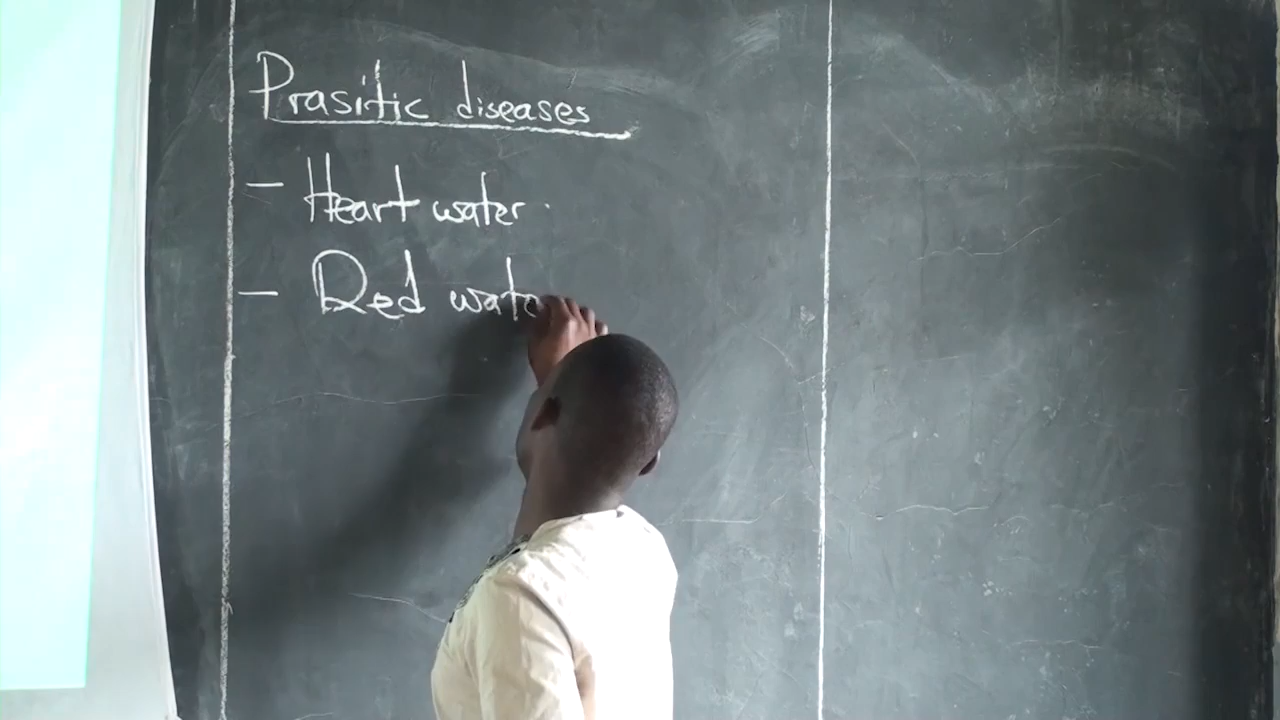 Prasitic diseases
- Heart water.
- Red wate